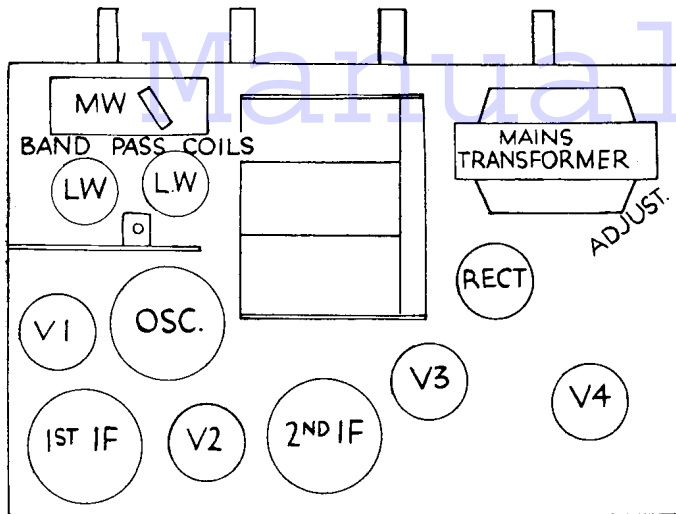 Manual
MW
BAND PASS COILS
LW
L.W
MAINS
TRANSFORMER
ADJUST.
RECT
V1
OSC.
V3
V4
1ST IF
V2
2ND IF